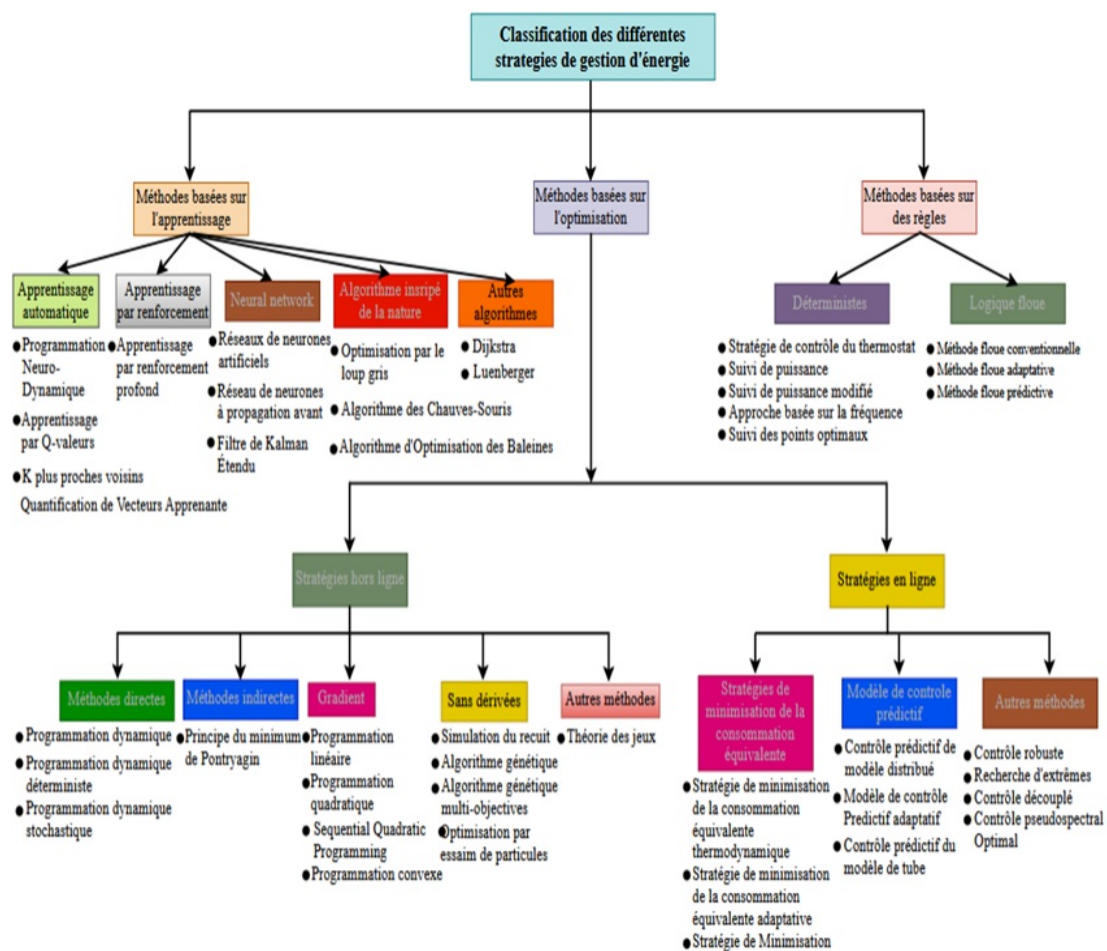 Classification des différentes
strategies de gestion d'énergie
Méthodes basées sur
l'apprentissage
Méthodes basées sur
l'optimisation
Méthodes basées sur
des règles
Apprentissage
automatique
Apprentissage
par renforcement
Neural network
Algorithme insripé
de la nature
Autres
algorithmes
Déterministes
Logique floue
●Programmation
Neuro-
Dynamique
● Apprentissage
par Q-valeurs
● K plus proches voisins
Quantification de Vecteurs Apprenante
●Apprentissage
par renforcement
profond
●Réseaux de neurones
artificiels
●Réseau de neurones
à propagation avant
● Filtre de Kalman
Étendu
● Optimisation par le
loup gris
● Algorithme des Chauves-Souris
● Algorithme d'Optimisation des Baleines
● Dijkstra
● Luenberger
● Stratégie de contrôle du thermostat
● Suivi de puissance
● Suivi de puissance modifié
● Approche basée sur la fréquence
● Suivi des points optimaux
● Méthode floue conventionnelle
● Méthode floue adaptative
● Méthode floue prédictive
Stratégies hors ligne
Stratégies en ligne
Méthodes directes
Méthodes indirectes
Gradient
Sans dérivées
Autres méthodes
Stratégies de
minimisation de la
consommation
équivalente
Modèle de controle
prédictif
Autres méthodes
● Programmation dynamique
● Programmation dynamique
déterministe
● Programmation dynamique
stochastique
● Principe du minimum
de Pontryagin
● Programmation
linéaire
● Programmation
quadratique
● Sequential Quadratic
Programming
● Programmation convexe
● Simulation du recuit
● Algorithme génétique
● Algorithme génétique
multi-objectives
● Optimisation par
essaim de particules
● Théorie des jeux
● Stratégie de minimisation
de la consommation
équivalente
thermodynamique
● Stratégie de minimisation
de la consommation
équivalente adaptative
● Stratégie de Minimisation
● Contrôle prédictif de
modèle distribué
● Modèle de contrôle
Predictif adaptatif
● Contrôle prédictif du
modèle de tube
● Contrôle robuste
● Recherche d'extrêmes
● Contrôle découplé
● Contrôle pseudospectral
Optimal